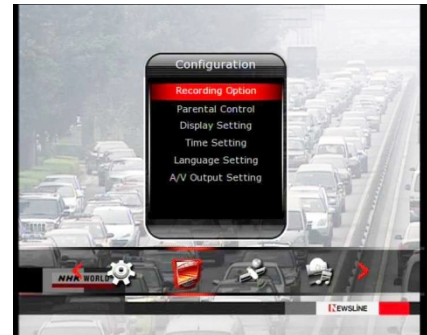 Configuration
Recording Option
Parental Control
Display Setting
Time Setting
Language Setting
A/V Output Setting
NHK WORLD
NEWSLINE